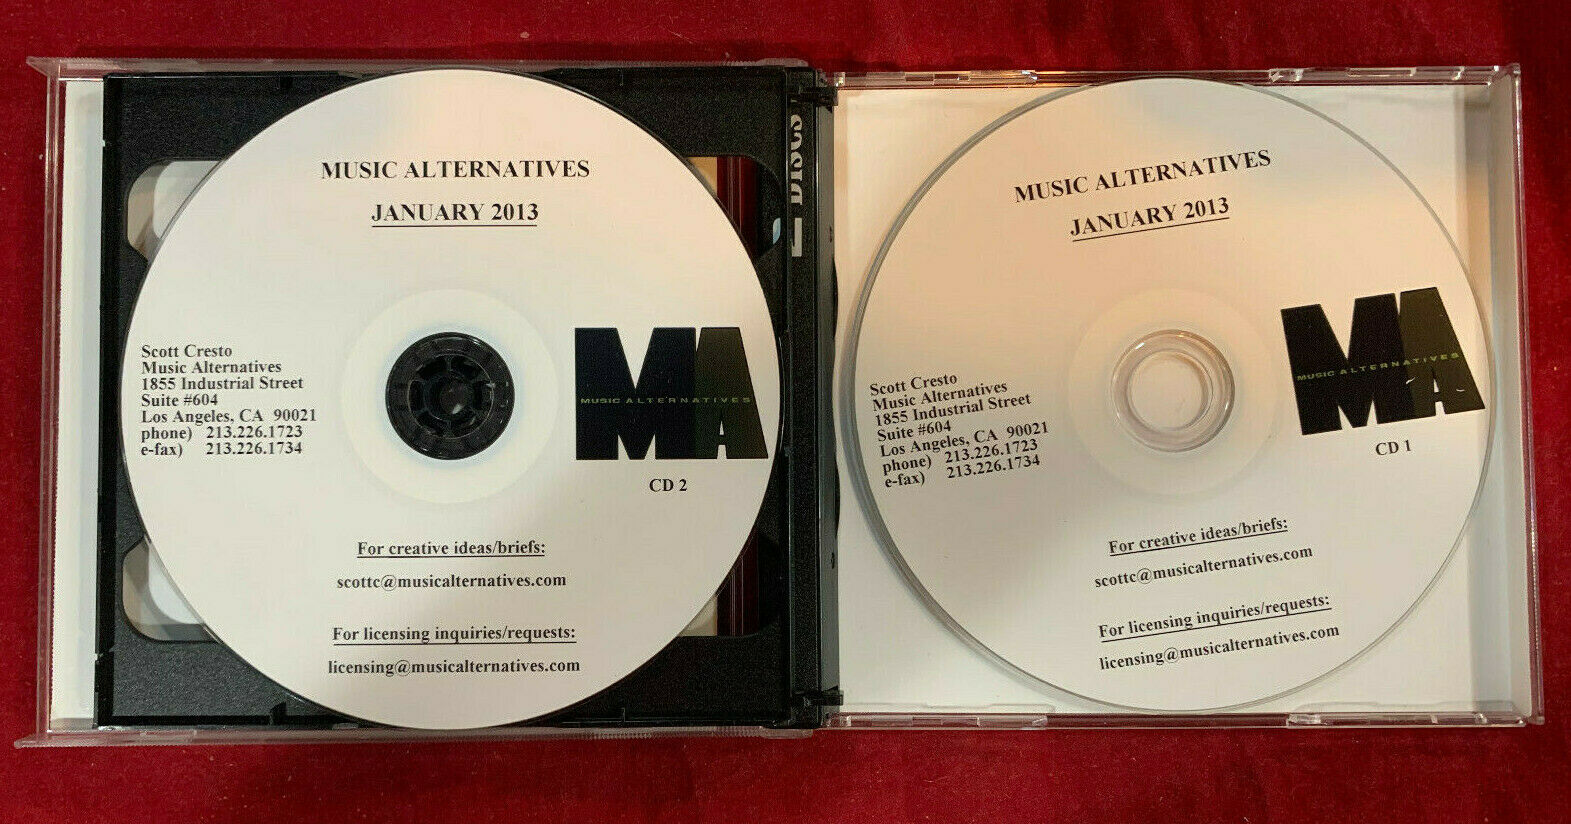 MUSIC ALTERNATIVES
JANUARY 2013
Scott Cresto
Music Alternatives
1855 Industrial Street
Suite #604
Los Angeles, CA 90021
phone) 213.226.1723
e-fax) 213.226.1734
MA
MUSIC ALTERNATIVES
CD 2
For creative ideas/briefs:
scottc@musicalternatives.com
For licensing inquiries/requests:
licensing@musicalternatives.com
DISCS
MUSIC ALTERNATIVES
JANUARY 2013
Scott Cresto
Music Alternatives
1855 Industrial Street
Suite #604
Los Angeles, CA 90021
phone) 213.226.1723
e-fax) 213.226.1734
MA
MUSIC ALTERNATIVES
CD 1
For creative ideas/briefs:
scottc@musicalternatives.com
For licensing inquiries/requests:
licensing@musicalternatives.com